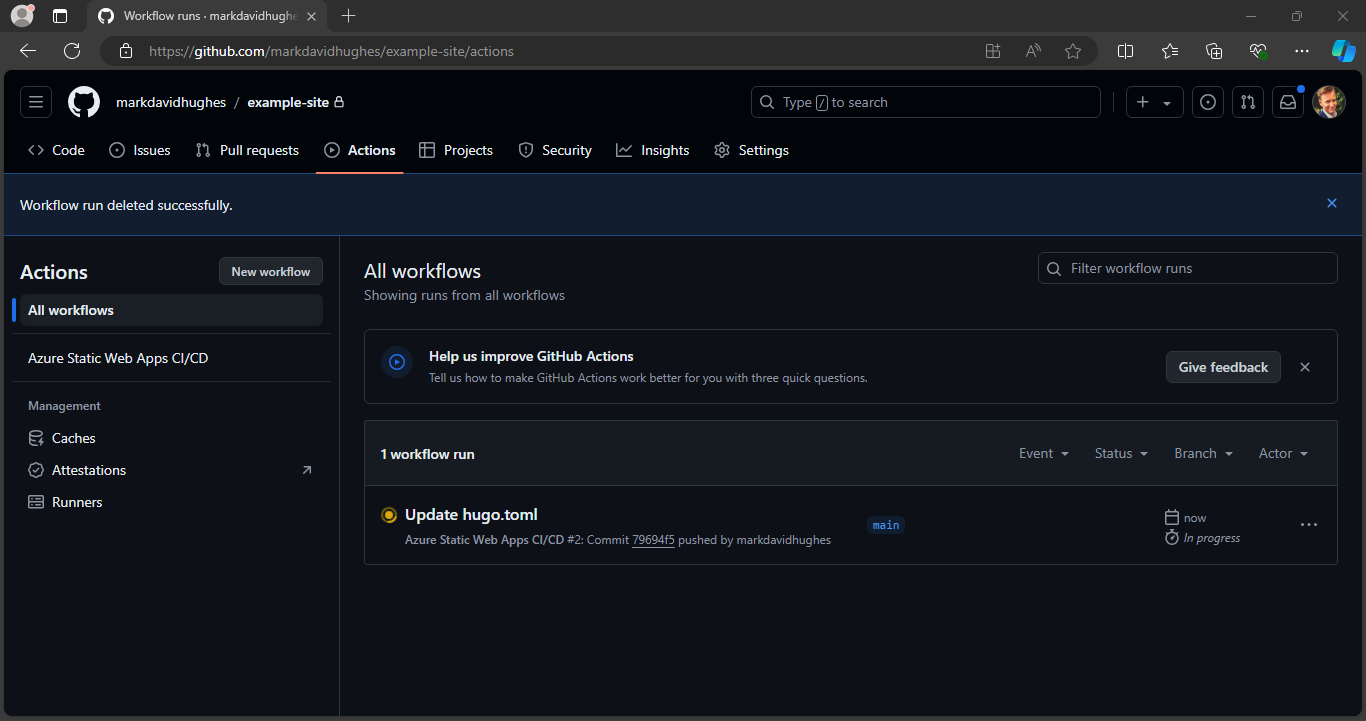 Workflow runs · markdavidhughe
https://github.com/markdavidhughes/example-site/actions
markdavidhughes / example-site
Type / to search
Code Issues Pull requests Actions Projects Security Insights Settings
Workflow run deleted successfully.
Actions
New workflow
All workflows
Azure Static Web Apps CI/CD
Management
Caches
Attestations
Runners
All workflows
Showing runs from all workflows
Filter workflow runs
Help us improve GitHub Actions
Tell us how to make GitHub Actions work better for you with three quick questions.
Give feedback
1 workflow run
Event Status Branch Actor
Update hugo.toml
Azure Static Web Apps CI/CD #2: Commit 79694f5 pushed by markdavidhughes
main
now
In progress